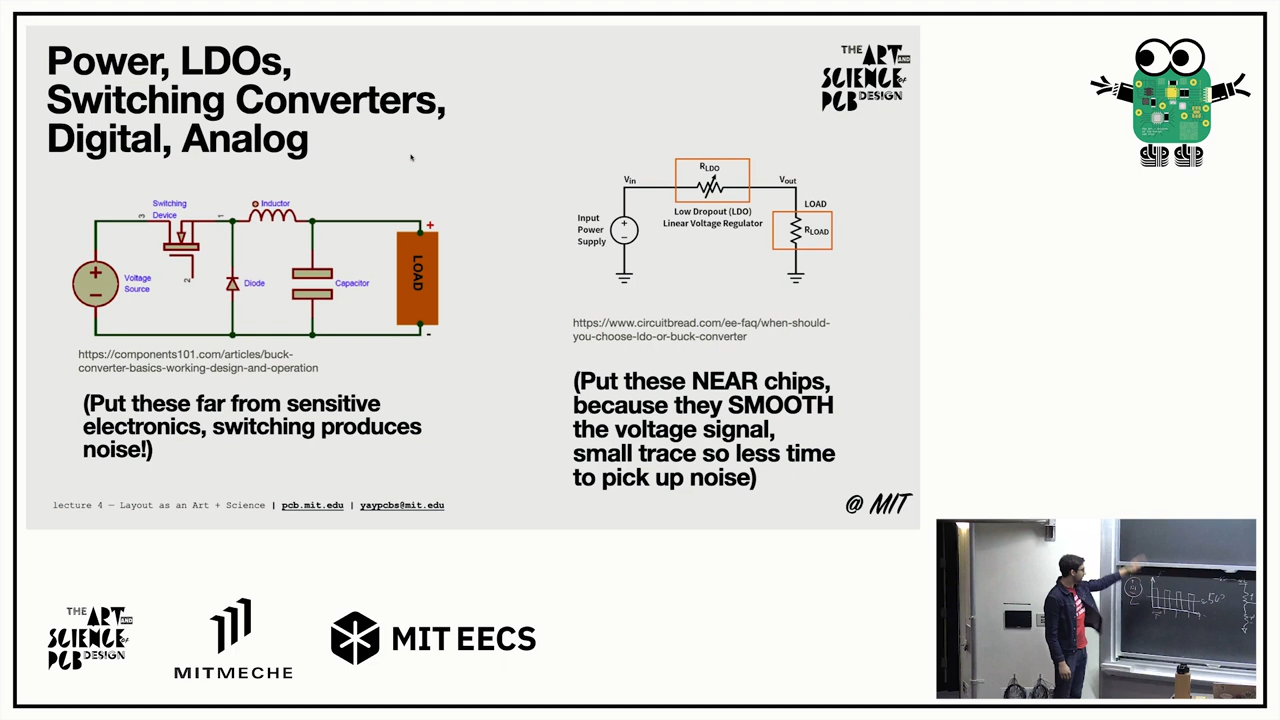 Power, LDOs,
Switching Converters,
Digital, Analog
THE ART AND
SCIENCE of
PCB DESIGN
Switching
Device
3
1
2
Inductor
+
Voltage
Source
Diode
Capacitor
LOAD
-
https://components101.com/articles/buck-
converter-basics-working-design-and-operation
(Put these far from sensitive
electronics, switching produces
noise!)
Vin
RLDO
Vout
Low Dropout (LDO)
Linear Voltage Regulator
Input
Power
Supply
LOAD
RLOAD
https://www.circuitbread.com/ee-faq/when-should-
you-choose-ldo-or-buck-converter
(Put these NEAR chips,
because they SMOOTH
the voltage signal,
small trace so less time
to pick up noise)
lecture 4 — Layout as an Art + Science | pcb.mit.edu | yaypcbs@mit.edu
@ MIT
THE ART AND
SCIENCE of
PCB DESIGN
MITMECHE
MIT EECS